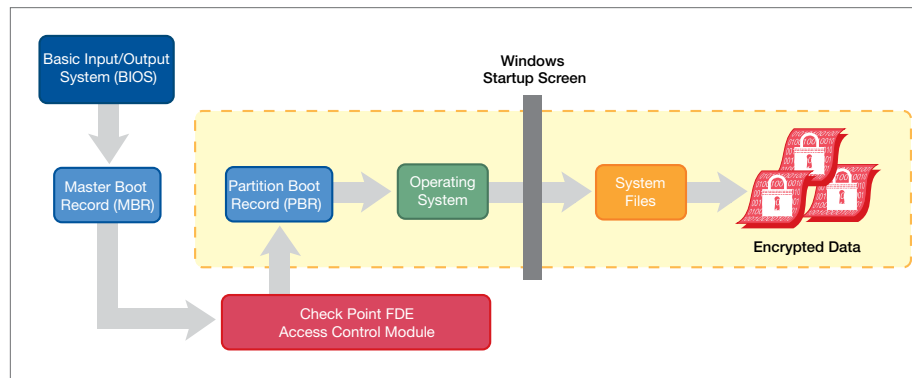 Basic Input/Output
System (BIOS)
Windows
Startup Screen
Master Boot
Record (MBR)
Partition Boot
Record (PBR)
Operating
System
System
Files
Encrypted Data
Check Point FDE
Access Control Module